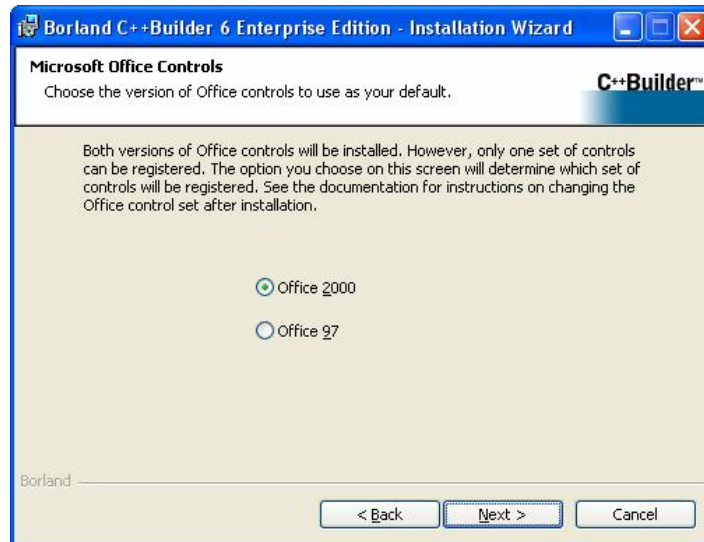 Borland C++Builder 6 Enterprise Edition - Installation Wizard
Microsoft Office Controls
Choose the version of Office controls to use as your default.
C++Builder™
Both versions of Office controls will be installed. However, only one set of controls
can be registered. The option you choose on this screen will determine which set of
controls will be registered. See the documentation for instructions on changing the
Office control set after installation.
Office 2000
Office 97
Borland
< Back
Next >
Cancel